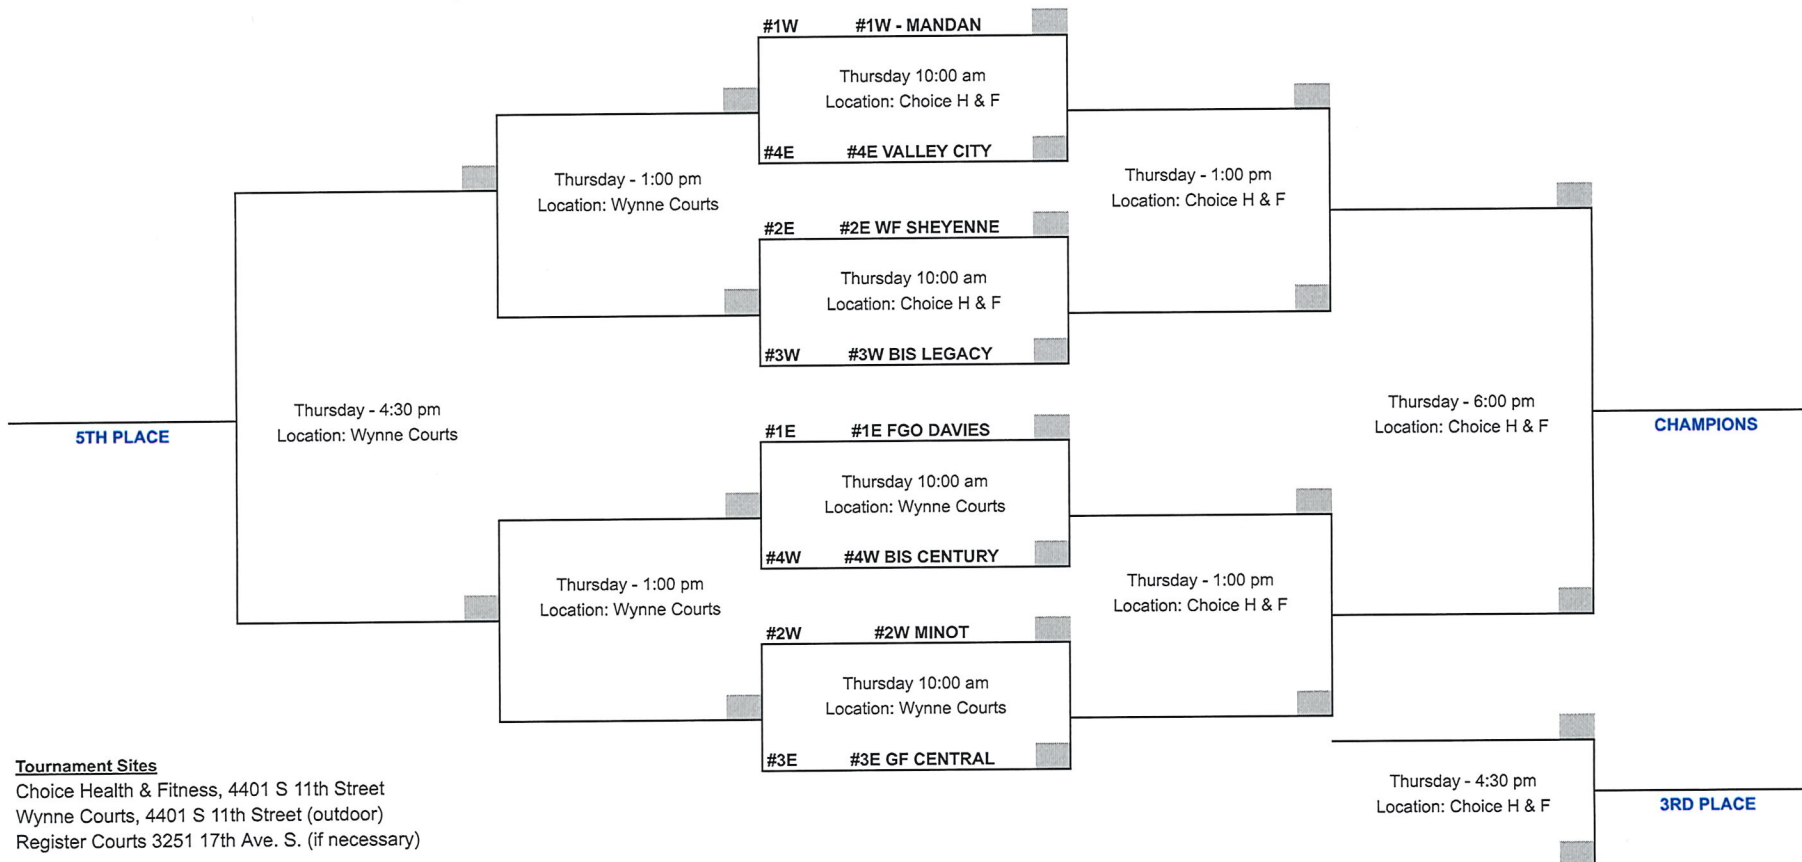 #1W #1W - MANDAN
Thursday 10:00 am
Location: Choice H & F
#4E #4E VALLEY CITY
Thursday - 1:00 pm
Location: Wynne Courts
Thursday - 1:00 pm
Location: Choice H & F
#2E #2E WF SHEYENNE
Thursday 10:00 am
Location: Choice H & F
#3W #3W BIS LEGACY
Thursday - 4:30 pm
Location: Wynne Courts
5TH PLACE
Thursday - 6:00 pm
Location: Choice H & F
CHAMPIONS
#1E #1E FGO DAVIES
Thursday 10:00 am
Location: Wynne Courts
#4W #4W BIS CENTURY
Thursday - 1:00 pm
Location: Wynne Courts
Thursday - 1:00 pm
Location: Choice H & F
#2W #2W MINOT
Thursday 10:00 am
Location: Wynne Courts
#3E #3E GF CENTRAL
Thursday - 4:30 pm
Location: Choice H & F
3RD PLACE
Tournament Sites
Choice Health & Fitness, 4401 S 11th Street
Wynne Courts, 4401 S 11th Street (outdoor)
Register Courts 3251 17th Ave. S. (if necessary)